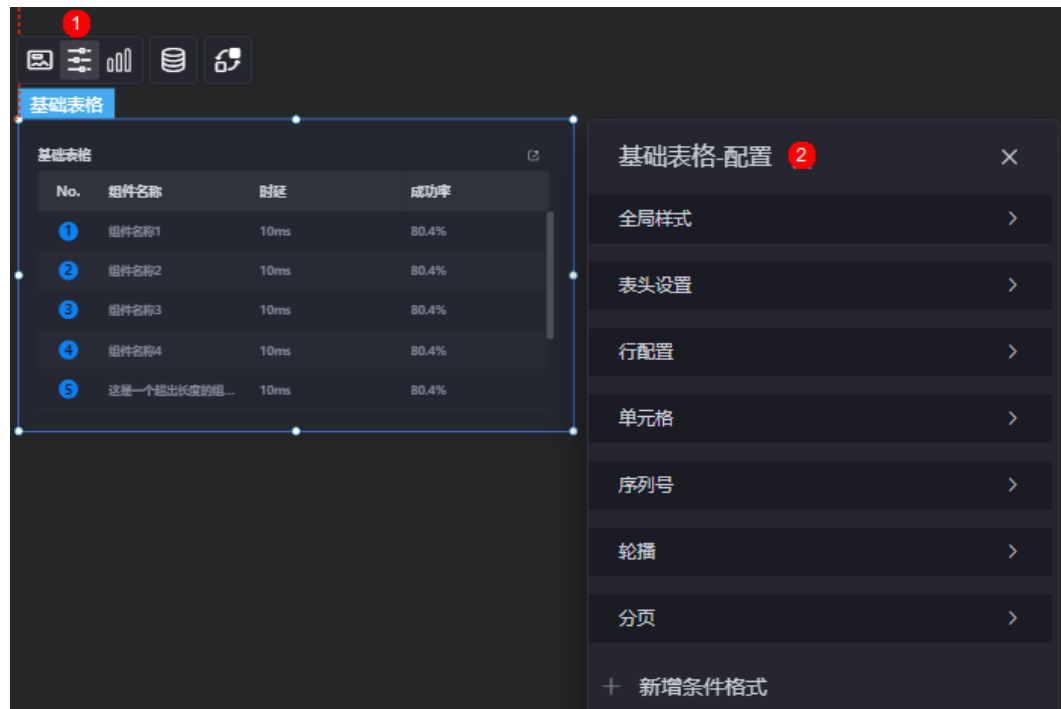 1
基础表格
基础表格
No. 组件名称 时延 成功率
1 组件名称1 10ms 80.4%
2 组件名称2 10ms 80.4%
3 组件名称3 10ms 80.4%
4 组件名称4 10ms 80.4%
5 这是一个超出长度的组... 10ms 80.4%
基础表格-配置 2
全局样式
表头设置
行配置
单元格
序列号
轮播
分页
新增条件格式